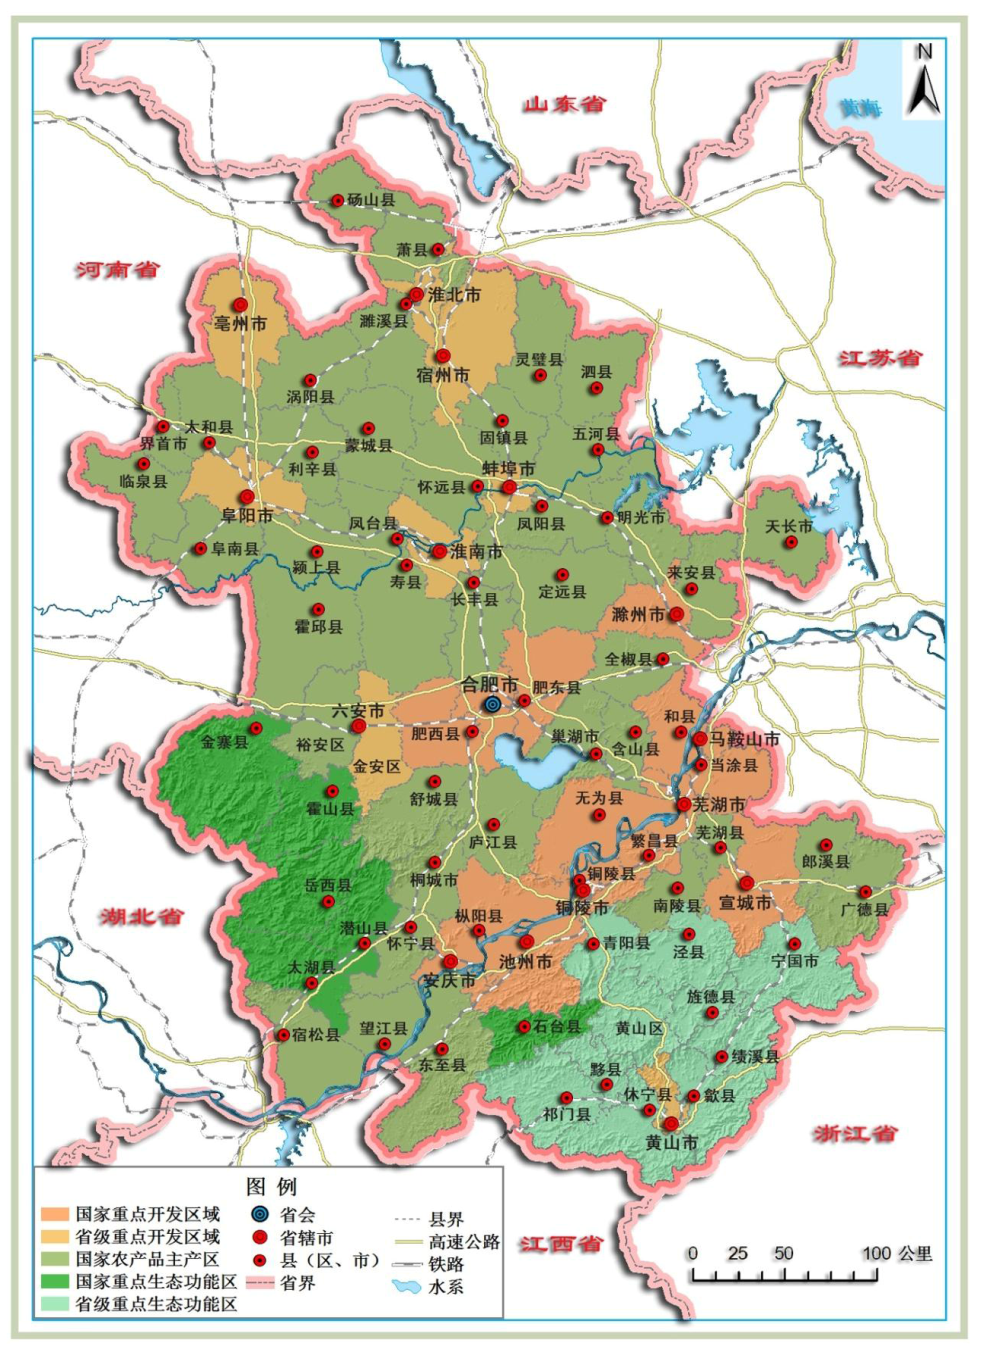 N
山东省
黄海
砀山县
萧县
河南省
淮北市
亳州市
濉溪县
江苏省
灵璧县
宿州市
泗县
涡阳县
太和县
界首市
蒙城县
固镇县
五河县
利辛县
临泉县
蚌埠市
怀远县
阜阳市
凤台县
凤阳县
明光市
天长市
阜南县
颍上县
淮南市
寿县
长丰县
定远县
来安县
霍邱县
滁州市
全椒县
合肥市
肥东县
六安市
和县
金寨县
裕安区
肥西县
巢湖市
含山县
马鞍山市
金安区
当涂县
霍山县
舒城县
无为县
芜湖市
庐江县
繁昌县
芜湖县
郎溪县
桐城市
铜陵县
岳西县
铜陵市
南陵县
宣城市
广德县
湖北省
潜山县
怀宁县
枞阳县
青阳县
泾县
宁国市
太湖县
安庆市
池州市
旌德县
宿松县
望江县
石台县
黄山区
东至县
绩溪县
黟县
休宁县
歙县
祁门县
黄山市
浙江省
江西省
图 例
国家重点开发区域
省级重点开发区域
国家农产品主产区
国家重点生态功能区
省级重点生态功能区
省会
省辖市
县（区、市）
省界
县界
高速公路
铁路
水系
0 25 50 100 公里